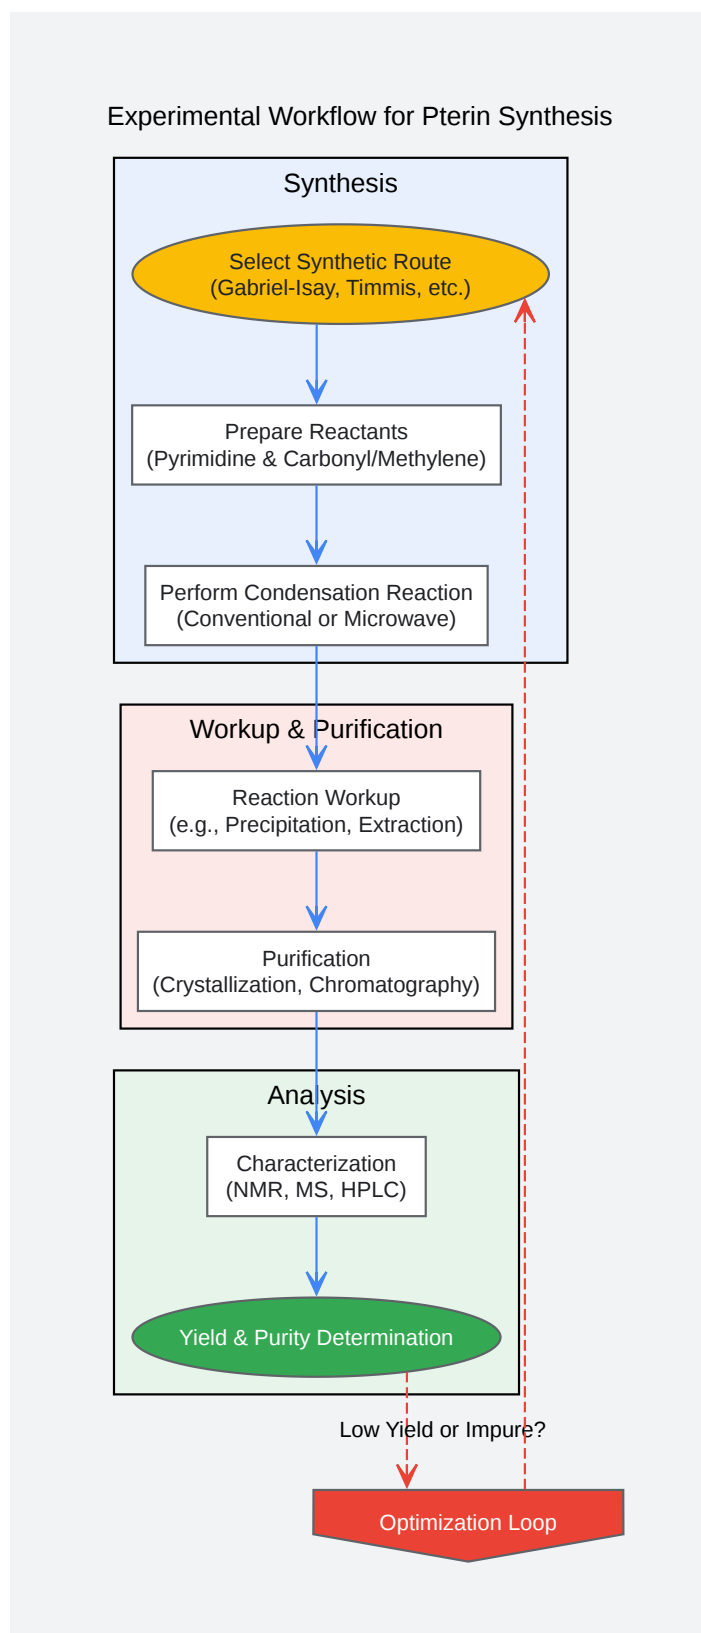 Experimental Workflow for Pterin Synthesis
Synthesis
Select Synthetic Route
(Gabriel-Isay, Timmis, etc.)
Prepare Reactants
(Pyrimidine & Carbonyl/Methylene)
Perform Condensation Reaction
(Conventional or Microwave)
Workup & Purification
Reaction Workup
(e.g., Precipitation, Extraction)
Purification
(Crystallization, Chromatography)
Analysis
Characterization
(NMR, MS, HPLC)
Yield & Purity Determination
Low Yield or Impure?
Optimization Loop